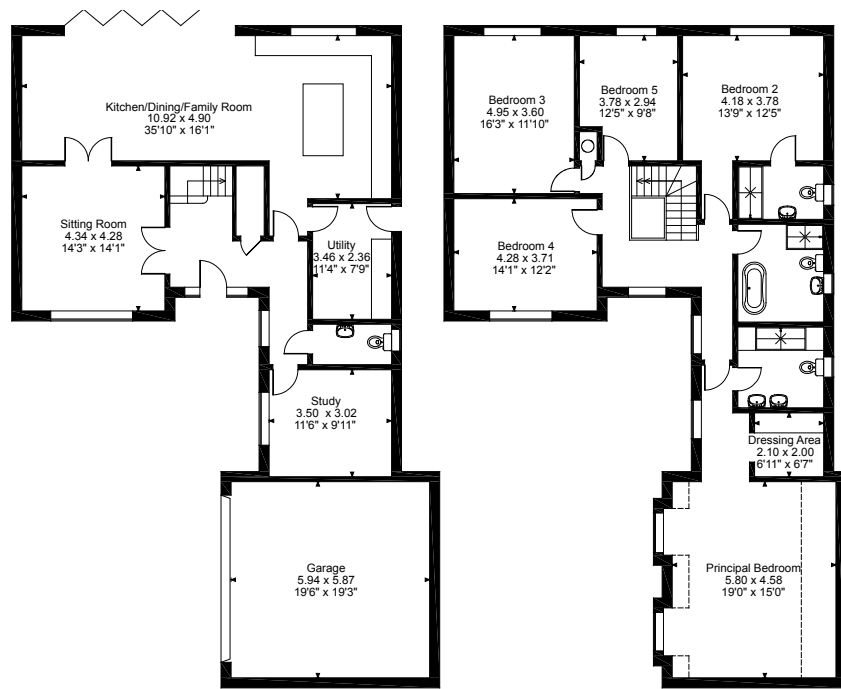 Kitchen/Dining/Family Room
10.92 x 4.90
35'10" x 16'1"
Sitting Room
4.34 x 4.28
14'3" x 14'1"
Utility
3.46 x 2.36
11'4" x 7'9"
Study
3.50 x 3.02
11'6" x 9'11"
Garage
5.94 x 5.87
19'6" x 19'3"
Bedroom 3
4.95 x 3.60
16'3" x 11'10"
Bedroom 5
3.78 x 2.94
12'5" x 9'8"
Bedroom 2
4.18 x 3.78
13'9" x 12'5"
Bedroom 4
4.28 x 3.71
14'1" x 12'2"
Dressing Area
2.10 x 2.00
6'11" x 6'7"
Principal Bedroom
5.80 x 4.58
19'0" x 15'0"